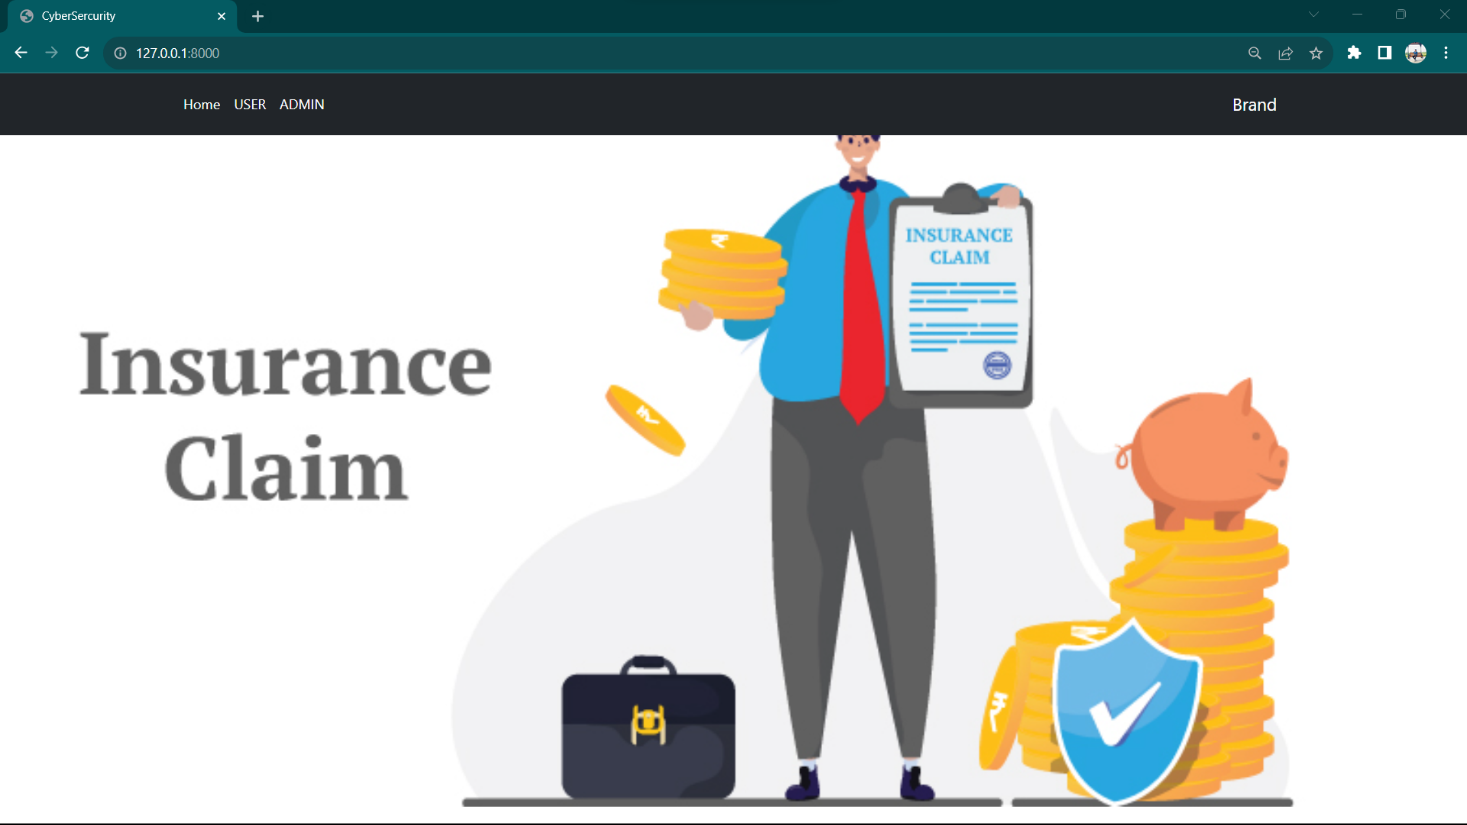 CyberSercurity
127.0.0.1:8000
Home USER ADMIN Brand
INSURANCE
CLAIM
₹
Insurance
Claim
₹
₹
₹